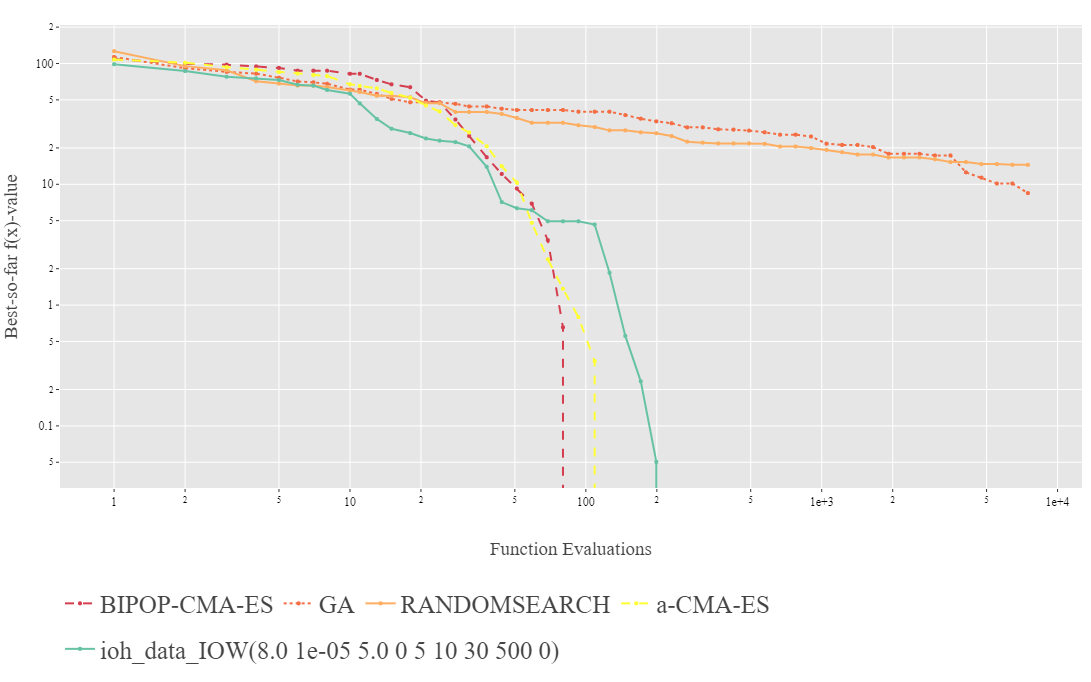 2
100
5
2
10
5
2
1
5
2
0.1
5
Best-so-far f(x)-value
1 2 5 10 2 5 100 2 5 1e+3 2 5 1e+4
Function Evaluations
BIPOP-CMA-ES GA RANDOMSEARCH a-CMA-ES
ioh_data_IOW(8.0 1e-05 5.0 0 5 10 30 500 0)